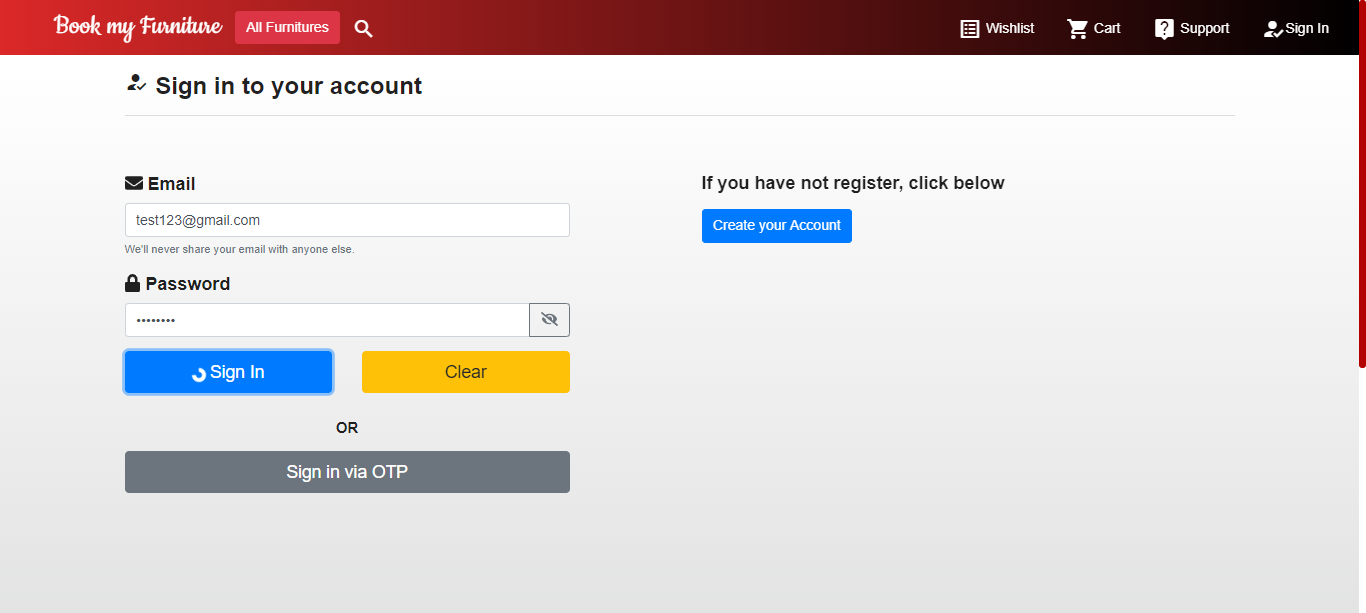 Book my Furniture All Furnitures Wishlist Cart Support Sign In
Sign in to your account
Email
test123@gmail.com
We'll never share your email with anyone else.
Password
••••••••
Sign In Clear
OR
Sign in via OTP
If you have not register, click below
Create your Account